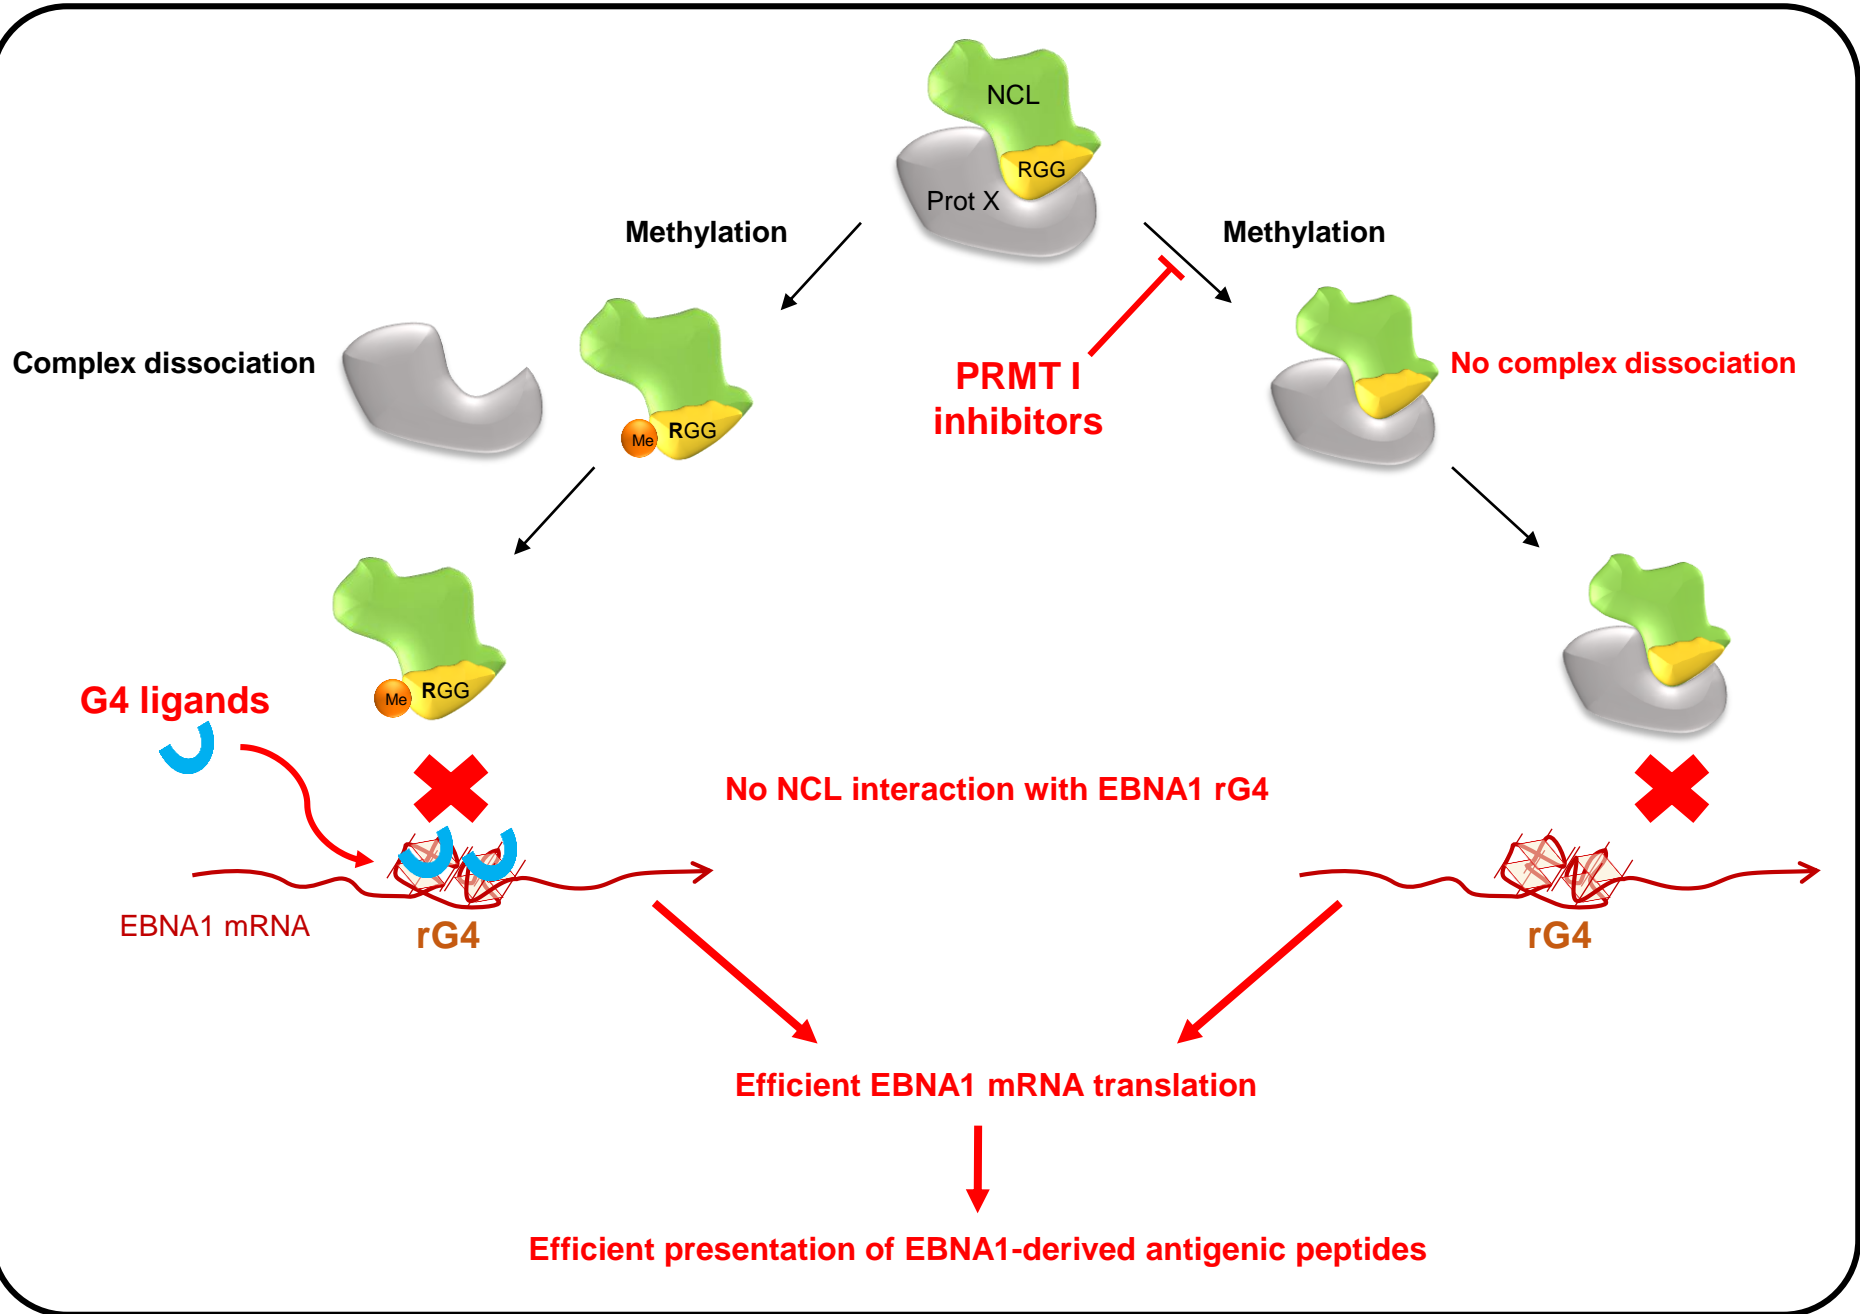 NCL
RGG
Prot X
Methylation
Methylation
Complex dissociation
Me
RGG
PRMT I
inhibitors
No complex dissociation
Me
RGG
G4 ligands
No NCL interaction with EBNA1 rG4
EBNA1 mRNA
rG4
rG4
Efficient EBNA1 mRNA translation
Efficient presentation of EBNA1-derived antigenic peptides